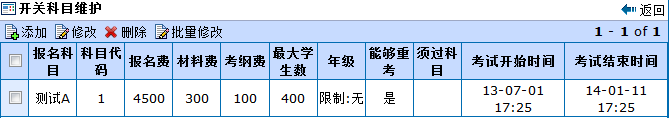 开关科目维护 返回
添加 修改 删除 批量修改 1 - 1 of 1
报名科目 科目代码 报名费 材料费 考纲费 最大学生数 年级 能够重考 须过科目 考试开始时间 考试结束时间
测试A 1 4500 300 100 400 限制:无 是 13-07-01 17:25 14-01-11 17:25